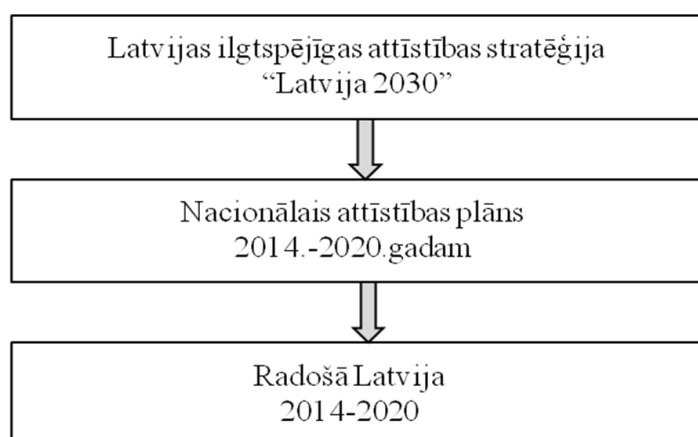 Latvijas ilgtspējīgas attīstības stratēģija
“Latvija 2030”
Nacionālais attīstības plāns
2014.-2020.gadam
Radošā Latvija
2014-2020